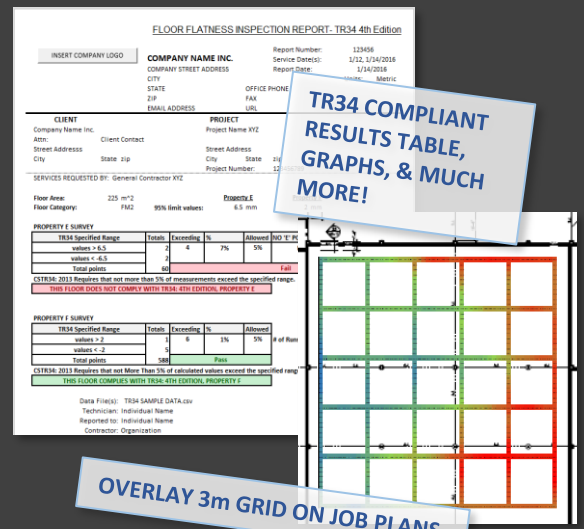 FLOOR FLATNESS INSPECTION REPORT- TR34 4th Edition
INSERT COMPANY LOGO
COMPANY NAME INC.
COMPANY STREET ADDRESS
CITY
STATE OFFICE PHONE
ZIP FAX
EMAIL ADDRESS URL
Report Number: 123456
Service Date(s): 1/12, 1/14/2016
Report Date: 1/14/2016
Metric
CLIENT PROJECT
Company Name Inc. Project Name XYZ
Attn: Client Contact
Street Addresss Street Address
City State zip City State
Project Number:
SERVICES REQUESTED BY: General Contractor XYZ
Floor Area: 225 m^2 Property E
Floor Category: FM2 95% limit values: 6.5 mm
PROPERTY E SURVEY
TR34 Specified Range Totals Exceeding % Allowed NO 'E'
values > 6.5 2 4 7% 5%
values < -6.5 2
Total points 60 Fail
CSTR34: 2013 Requires that not more than 5% of measurements exceed the specified range.
THIS FLOOR DOES NOT COMPLY WITH TR34: 4TH EDITION, PROPERTY E
PROPERTY F SURVEY
TR34 Specified Range Totals Exceeding % Allowed
values > 2 1 6 1% 5% # of Run
values < -2 5
Total points 588 Pass
CSTR34: 2013 Requires that not More Than 5% of calculated values exceed the specified rang
THIS FLOOR COMPLIES WITH TR34: 4TH EDITION, PROPERTY F
Data File(s): TR34 SAMPLE DATA.csv
Technician: Individual Name
Reported to: Individual Name
Contractor: Organization
TR34 COMPLIANT
RESULTS TABLE,
GRAPHS, & MUCH
MORE!
OVERLAY 3m GRID ON JOB PLANS